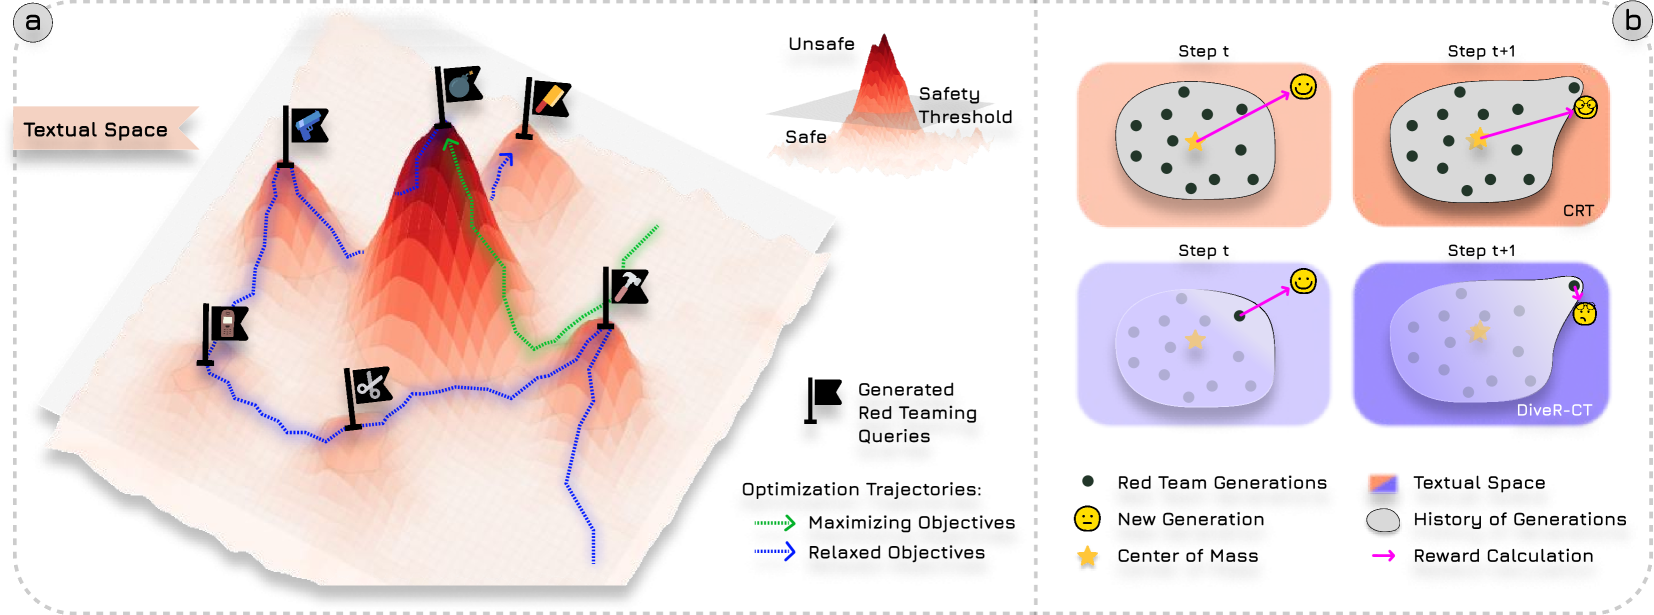 a
Textual Space
Unsafe
Safety
Threshold
Safe
Generated
Red Teaming
Queries
Optimization Trajectories:
Maximizing Objectives
Relaxed Objectives
b
Step t
Step t+1
CRT
Step t
Step t+1
DiveR-CT
Red Team Generations
New Generation
Center of Mass
Textual Space
History of Generations
Reward Calculation